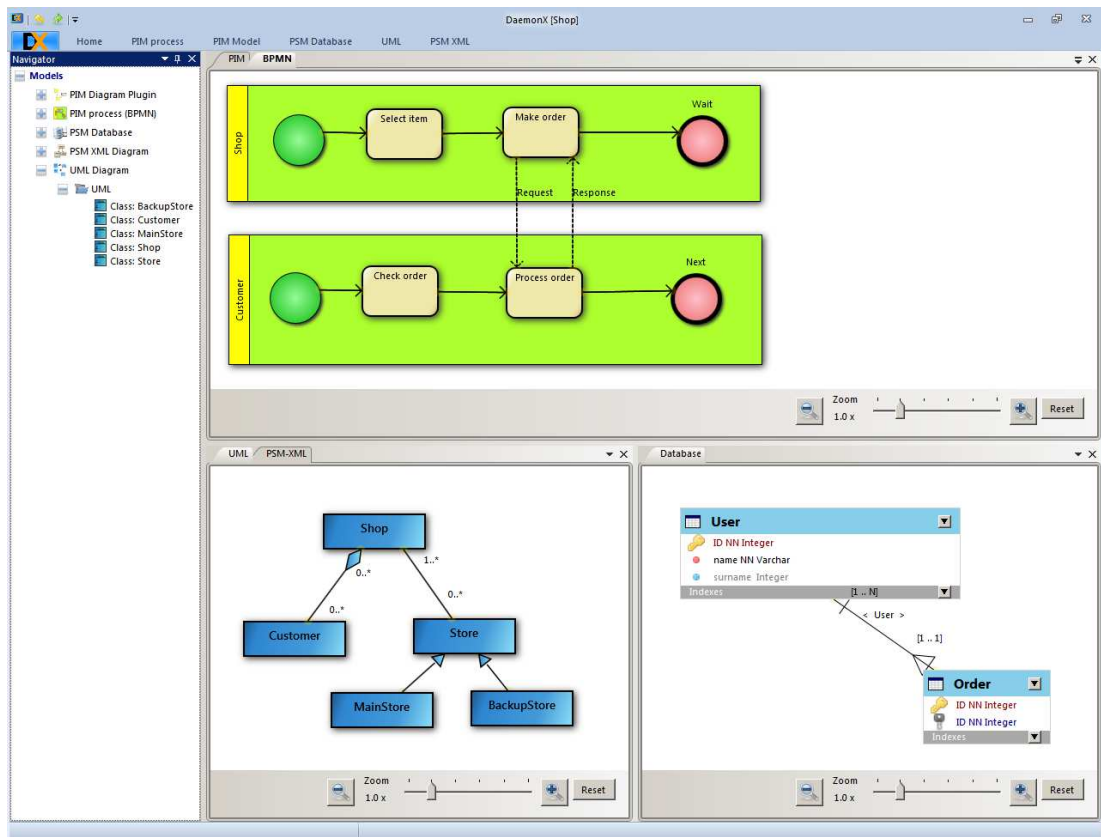 DaemonX [Shop]
DX
Home PIM process PIM Model PSM Database UML PSM XML
Navigator
Models
PIM Diagram Plugin
PIM process (BPMN)
PSM Database
PSM XML Diagram
UML Diagram
UML
Class: BackupStore
Class: Customer
Class: MainStore
Class: Shop
Class: Store
PIM BPMN
Shop
Select item
Make order
Wait
Request Response
Customer
Check order
Process order
Next
Zoom
1.0 x
Reset
UML PSM-XML
Shop
0..*
1..*
0..*
0..*
Customer
Store
MainStore
BackupStore
Zoom
1.0 x
Reset
Database
User
ID NN Integer
name NN Varchar
surname Integer
Indexes
[1 .. N]
< User >
[1 .. 1]
Order
ID NN Integer
ID NN Integer
Indexes
Zoom
1.0 x
Reset